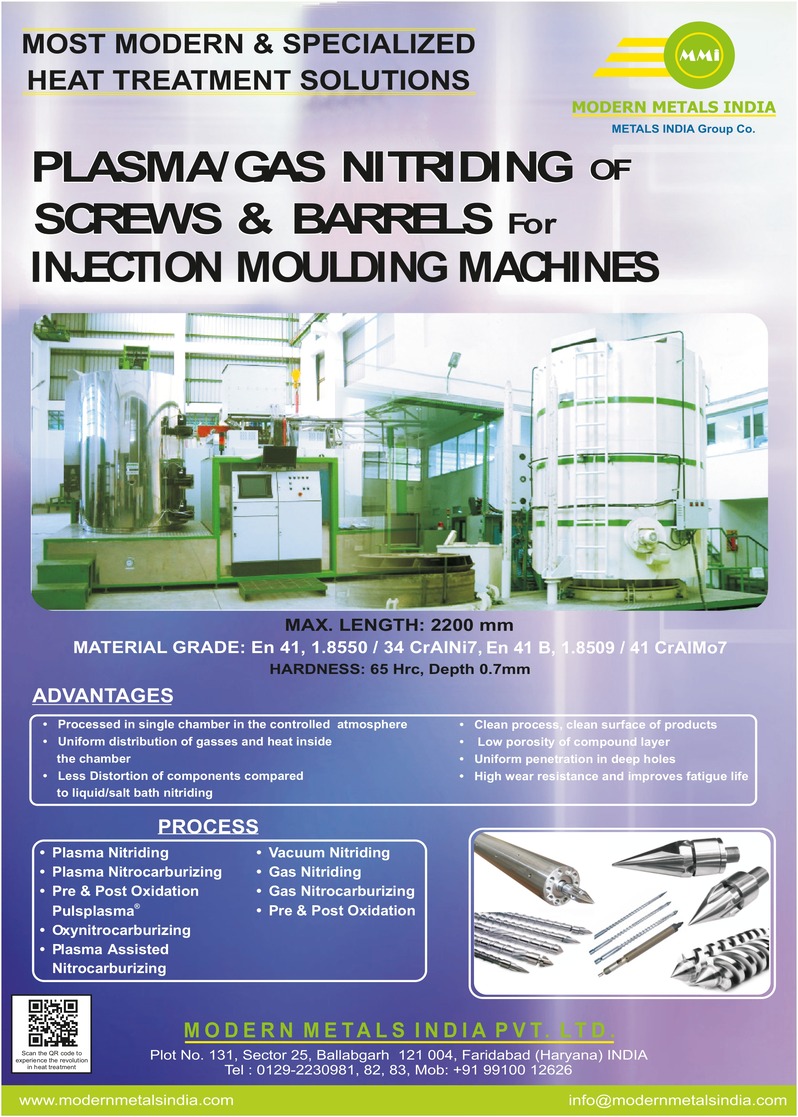 MOST MODERN & SPECIALIZED
HEAT TREATMENT SOLUTIONS
MMI
MODERN METALS INDIA
METALS INDIA Group Co.
PLASMA/GAS NITRIDING OF
SCREWS & BARRELS For
INJECTION MOULDING MACHINES
MAX. LENGTH: 2200 mm
MATERIAL GRADE: En 41, 1.8550 / 34 CrAlNi7, En 41 B, 1.8509 / 41 CrAlMo7
HARDNESS: 65 Hrc, Depth 0.7mm
ADVANTAGES
• Processed in single chamber in the controlled atmosphere
• Uniform distribution of gasses and heat inside
the chamber
• Less Distortion of components compared
to liquid/salt bath nitriding
• Clean process, clean surface of products
• Low porosity of compound layer
• Uniform penetration in deep holes
• High wear resistance and improves fatigue life
PROCESS
• Plasma Nitriding
• Plasma Nitrocarburizing
• Pre & Post Oxidation
Pulsplasma®
• Oxynitrocarburizing
• Plasma Assisted
Nitrocarburizing
• Vacuum Nitriding
• Gas Nitriding
• Gas Nitrocarburizing
• Pre & Post Oxidation
Scan the QR code to
experience the revolution
in heat treatment
MODERN METALS INDIA PVT. LTD.
Plot No. 131, Sector 25, Ballabgarh 121 004, Faridabad (Haryana) INDIA
Tel : 0129-2230981, 82, 83, Mob: +91 99100 12626
www.modernmetalsindia.com
info@modernmetalsindia.com